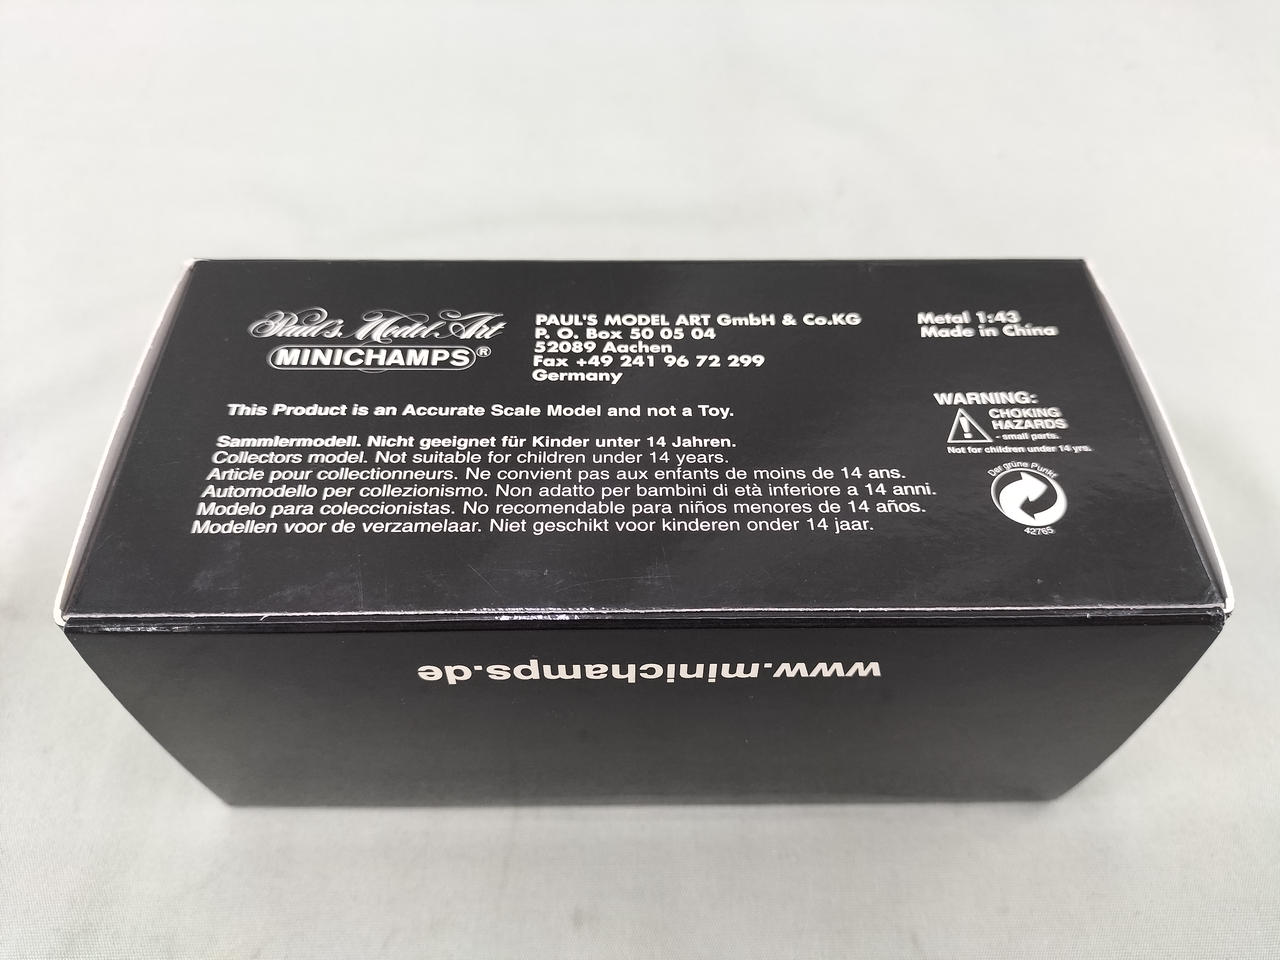 Paul's Model Art
MINICHAMPS®
PAUL'S MODEL ART GmbH & Co.KG
P. O. Box 50 05 04
52089 Aachen
Fax +49 241 96 72 299
Germany
Metal 1:43
Made in China
This Product is an Accurate Scale Model and not a Toy.
Sammlermodell. Nicht geeignet für Kinder unter 14 Jahren.
Collectors model. Not suitable for children under 14 years.
Article pour collectionneurs. Ne convient pas aux enfants de moins de 14 ans.
Automodello per collezionismo. Non adatto per bambini di età inferiore a 14 anni.
Modelo para coleccionistas. No recomendable para niños menores de 14 años.
Modellen voor de verzamelaar. Niet geschikt voor kinderen onder 14 jaar.
WARNING:
CHOKING
HAZARDS
- small parts.
Not for children under 14 yrs.
Der grüne Punkt
42765
www.minichamps.de